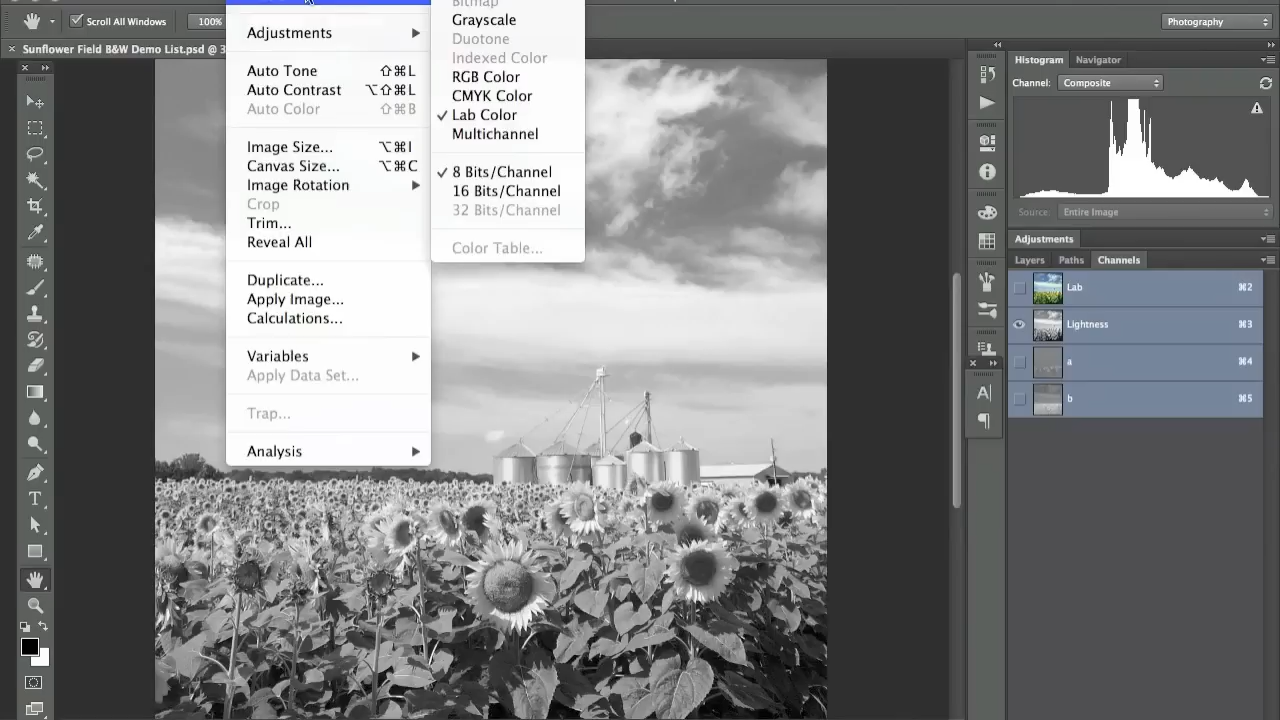 Bitmap
Scroll All Windows
100%
Photography
Grayscale
Adjustments
Duotone
Sunflower Field B&W Demo List.psd @
Indexed Color
Histogram
Navigator
Auto Tone ⇧⌘L
RGB Color
Channel: Composite
Auto Contrast ⌥⇧⌘L
CMYK Color
Auto Color ⇧⌘B
Lab Color
Multichannel
Image Size... ⌥⌘I
Canvas Size... ⌥⌘C
8 Bits/Channel
Image Rotation
16 Bits/Channel
Crop
32 Bits/Channel
Source: Entire Image
Trim...
Reveal All
Color Table...
Adjustments
Layers
Paths
Channels
Duplicate...
Lab ⌘2
Apply Image...
Calculations...
Lightness ⌘3
Variables
a ⌘4
Apply Data Set...
b ⌘5
Trap...
Analysis